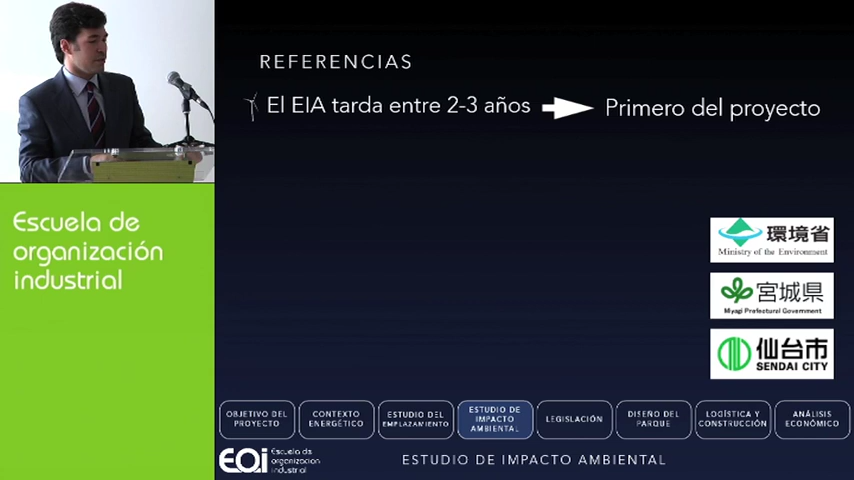 REFERENCIAS
El EIA tarda entre 2-3 años
Primero del proyecto
Escuela de
organización
industrial
環境省
Ministry of the Environment
宮城県
Miyagi Prefectural Government
仙台市
SENDAI CITY
OBJETIVO DEL
PROYECTO
CONTEXTO
ENERGÉTICO
ESTUDIO DEL
EMPLAZAMIENTO
ESTUDIO DE
IMPACTO
AMBIENTAL
LEGISLACIÓN
DISEÑO DEL
PARQUE
LOGÍSTICA Y
CONSTRUCCIÓN
ANÁLISIS
ECONÓMICO
eoi
Escuela de
organización
industrial
ESTUDIO DE IMPACTO AMBIENTAL